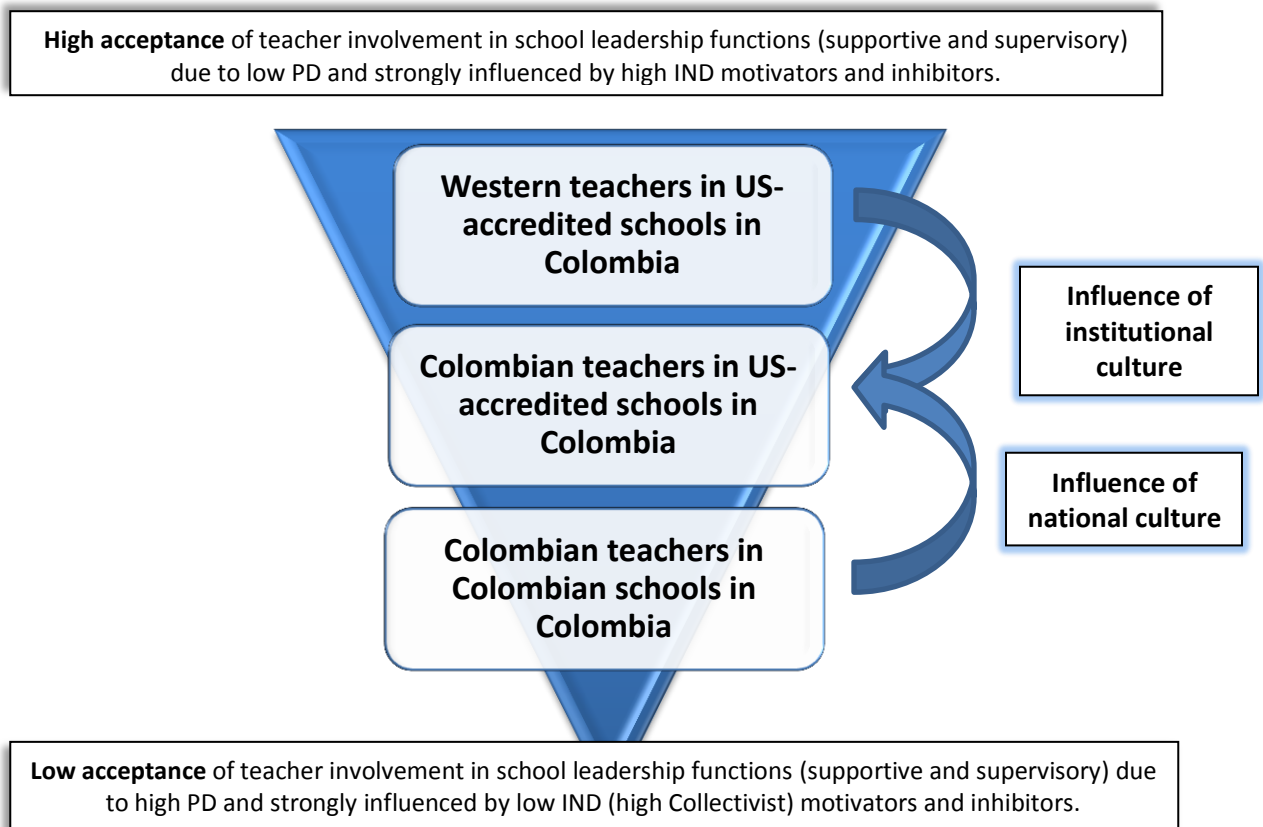 High acceptance of teacher involvement in school leadership functions (supportive and supervisory)
due to low PD and strongly influenced by high IND motivators and inhibitors.
Western teachers in US-
accredited schools in
Colombia
Influence of
institutional
culture
Colombian teachers in US-
accredited schools in
Colombia
Influence of
national culture
Colombian teachers in
Colombian schools in
Colombia
Low acceptance of teacher involvement in school leadership functions (supportive and supervisory) due
to high PD and strongly influenced by low IND (high Collectivist) motivators and inhibitors.